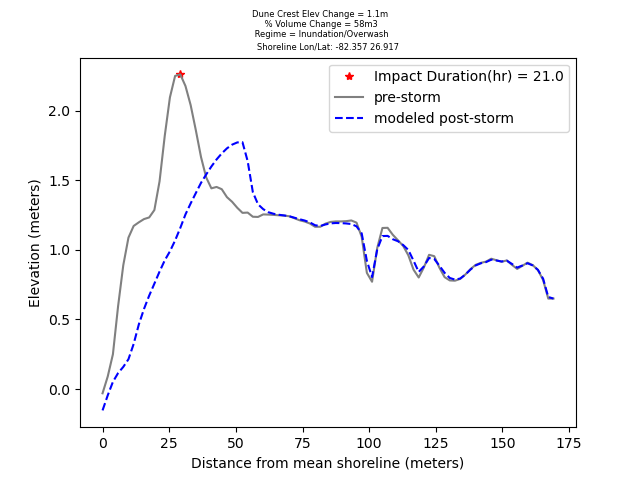 Dune Crest Elev Change = 1.1m
% Volume Change = 58m3
Regime = Inundation/Overwash
Shoreline Lon/Lat: -82.357 26.917
Impact Duration(hr) = 21.0
pre-storm
modeled post-storm
Elevation (meters)
2.0
1.5
1.0
0.5
0.0
0 25 50 75 100 125 150 175
Distance from mean shoreline (meters)